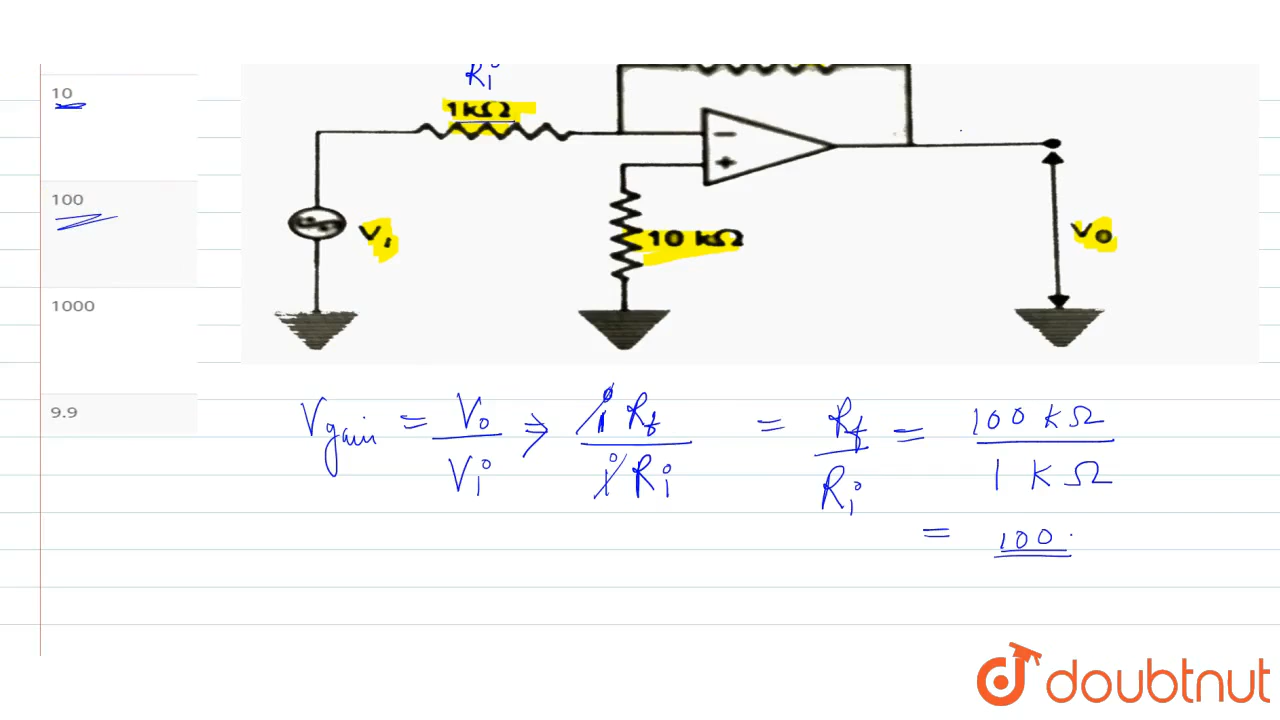 10
100
1000
9.9
Ri
1kΩ
−
+
Vi
10 kΩ
Vo
Vgain = Vo/Vi ⇒ i Rf/i Ri = Rf/Ri = 100 KΩ/1 KΩ
= 100
doubtnut